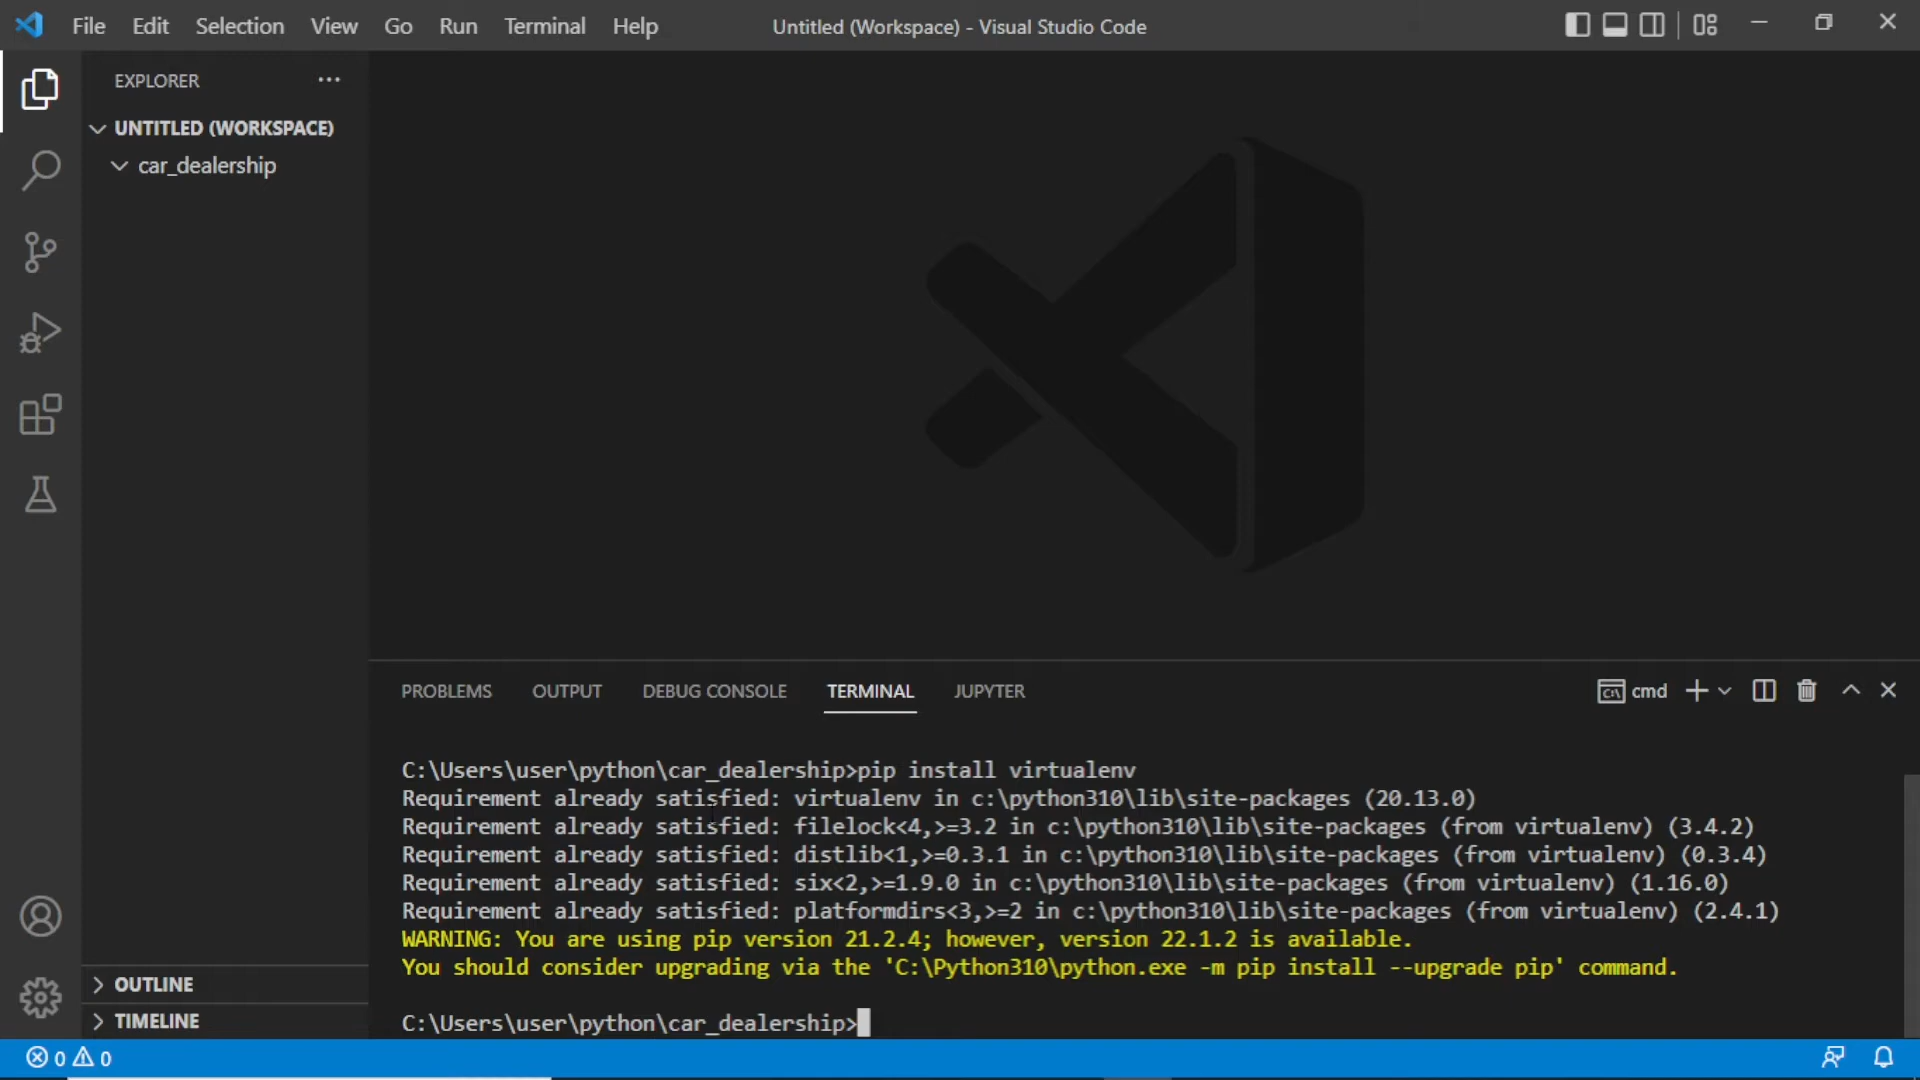 File Edit Selection View Go Run Terminal Help
Untitled (Workspace) - Visual Studio Code
EXPLORER
UNTITLED (WORKSPACE)
car_dealership
PROBLEMS OUTPUT DEBUG CONSOLE TERMINAL JUPYTER
cmd
C:\Users\user\python\car_dealership>pip install virtualenv
Requirement already satisfied: virtualenv in c:\python310\lib\site-packages (20.13.0)
Requirement already satisfied: filelock<4,>=3.2 in c:\python310\lib\site-packages (from virtualenv) (3.4.2)
Requirement already satisfied: distlib<1,>=0.3.1 in c:\python310\lib\site-packages (from virtualenv) (0.3.4)
Requirement already satisfied: six<2,>=1.9.0 in c:\python310\lib\site-packages (from virtualenv) (1.16.0)
Requirement already satisfied: platformdirs<3,>=2 in c:\python310\lib\site-packages (from virtualenv) (2.4.1)
WARNING: You are using pip version 21.2.4; however, version 22.1.2 is available.
You should consider upgrading via the 'C:\Python310\python.exe -m pip install --upgrade pip' command.
C:\Users\user\python\car_dealership>
OUTLINE
TIMELINE
0 0